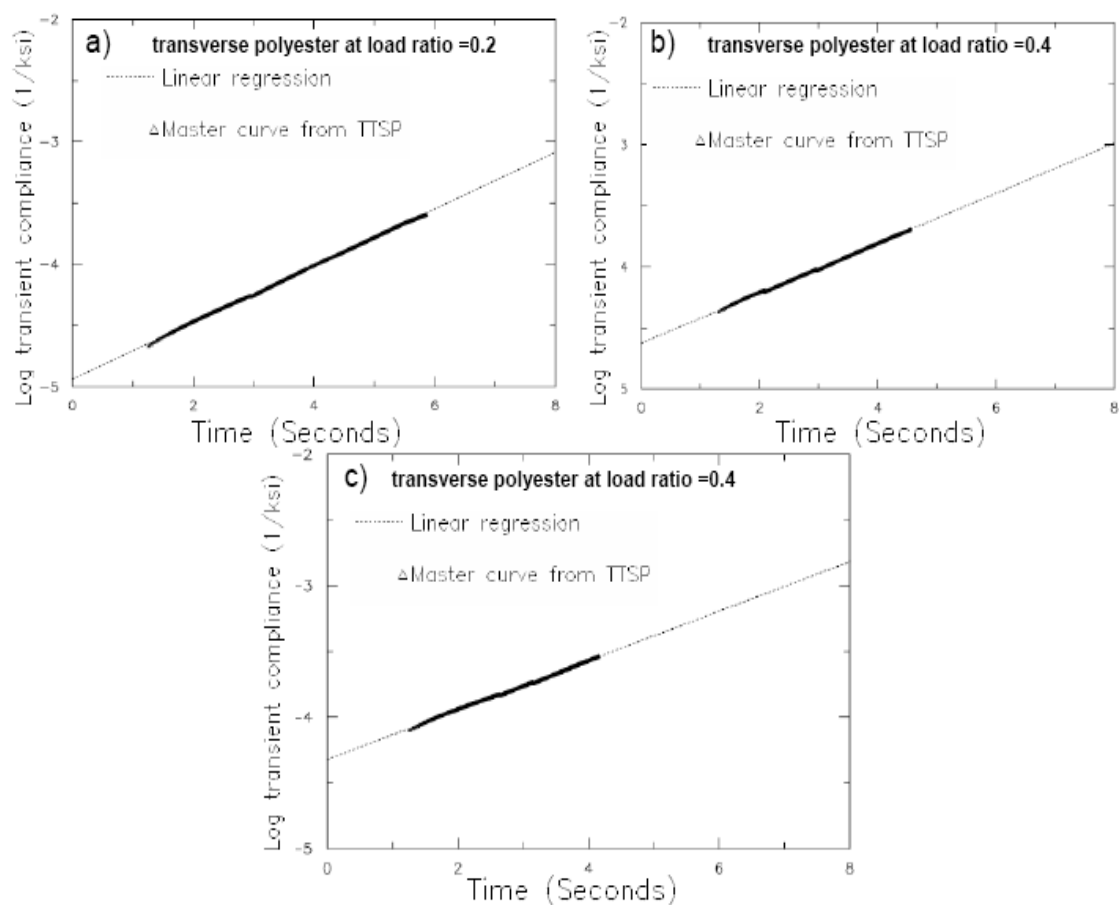 a) transverse polyester at load ratio =0.2
Linear regression
Master curve from TTSP
Log transient compliance (1/ksi)
-2
-3
-4
-5
0 2 4 6 8
Time (Seconds)
b) transverse polyester at load ratio =0.4
Linear regression
Master curve from TTSP
Log transient compliance (1/ksi)
-2
3
4
5
0 2 4 6 8
Time (Seconds)
c) transverse polyester at load ratio =0.4
Linear regression
Master curve from TTSP
Log transient compliance (1/ksi)
-2
-3
-4
-5
0 2 4 6 8
Time (Seconds)